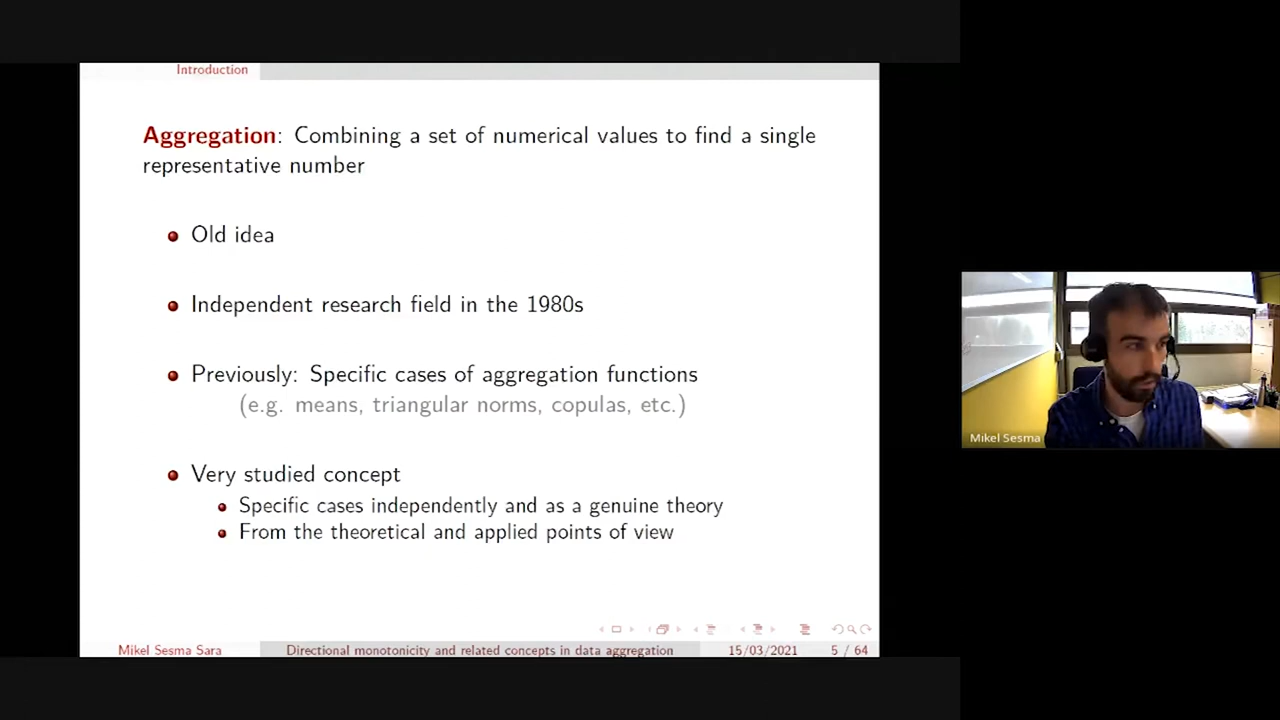 Introduction
Aggregation: Combining a set of numerical values to find a single
representative number
Old idea
Independent research field in the 1980s
Previously: Specific cases of aggregation functions
(e.g. means, triangular norms, copulas, etc.)
Very studied concept
Specific cases independently and as a genuine theory
From the theoretical and applied points of view
Mikel Sesma
Mikel Sesma Sara Directional monotonicity and related concepts in data aggregation 15/03/2021 5 / 64